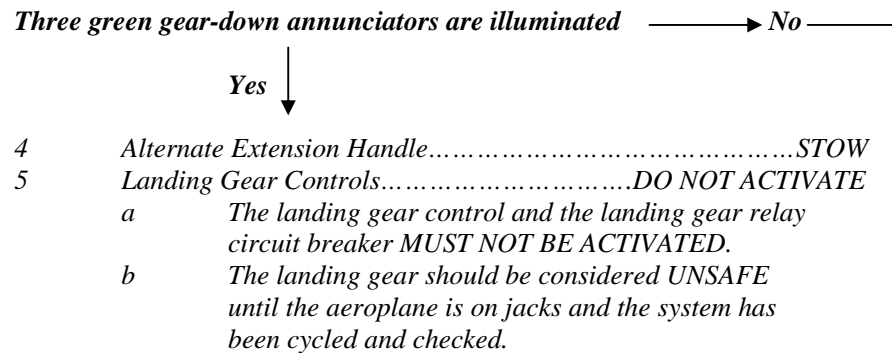 Three green gear-down annunciators are illuminated No
Yes
4 Alternate Extension Handle…………………………………….STOW
5 Landing Gear Controls………………………….DO NOT ACTIVATE
a The landing gear control and the landing gear relay
circuit breaker MUST NOT BE ACTIVATED.
b The landing gear should be considered UNSAFE
until the aeroplane is on jacks and the system has
been cycled and checked.